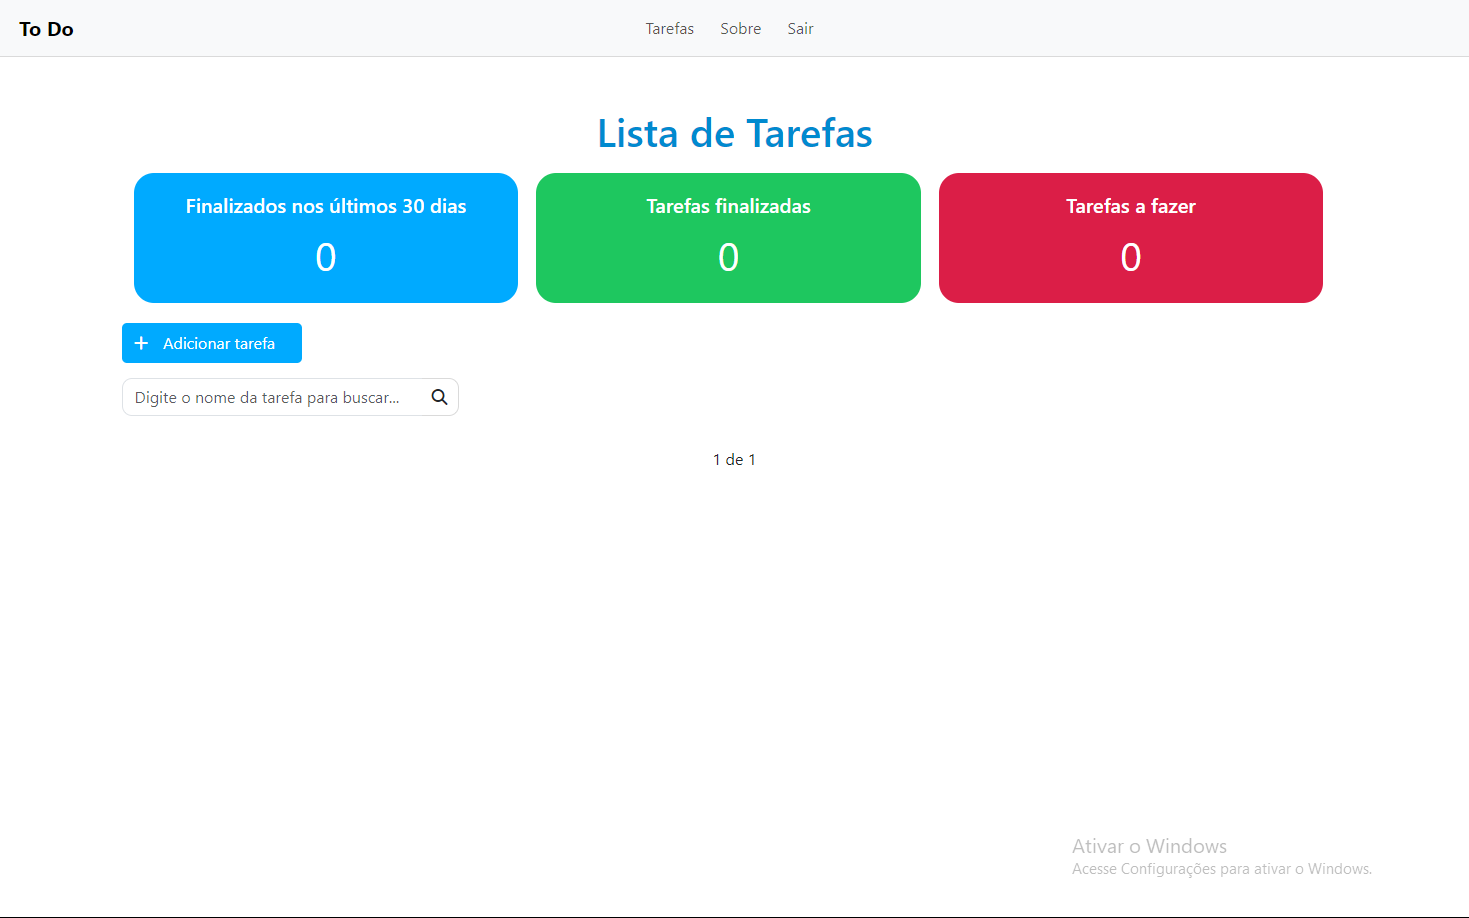 To Do
Tarefas
Sobre
Sair
Lista de Tarefas
Finalizados nos últimos 30 dias
0
Tarefas finalizadas
0
Tarefas a fazer
0
Adicionar tarefa
Digite o nome da tarefa para buscar...
1 de 1
Ativar o Windows
Acesse Configurações para ativar o Windows.